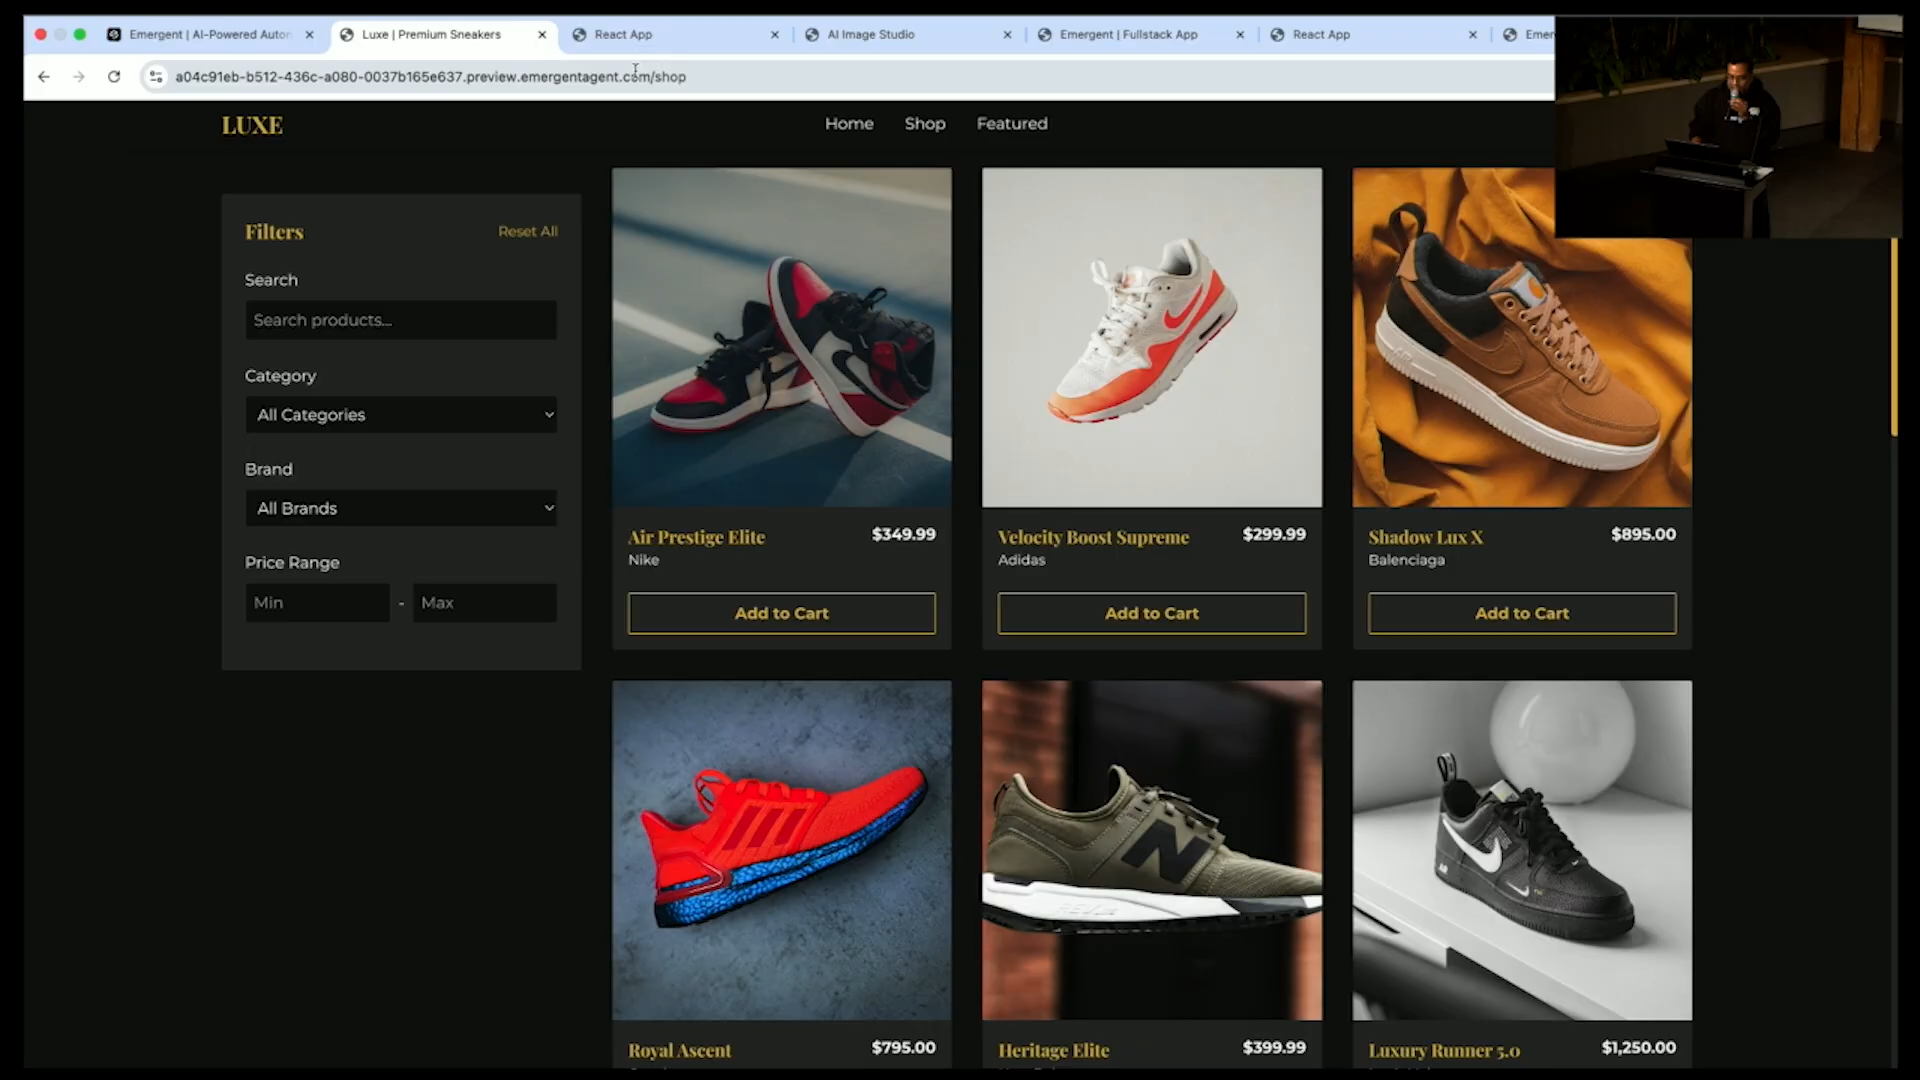 Emergent | AI-Powered Auton
Luxe | Premium Sneakers
React App
AI Image Studio
Emergent | Fullstack App
React App
Emer
a04c91eb-b512-436c-a080-0037b165e637.preview.emergentagent.com/shop
LUXE
Home
Shop
Featured
Filters
Reset All
Search
Search products...
Category
All Categories
Brand
All Brands
Price Range
Min
-
Max
Air Prestige Elite
$349.99
Nike
Add to Cart
Velocity Boost Supreme
$299.99
Adidas
Add to Cart
Shadow Lux X
$895.00
Balenciaga
Add to Cart
Royal Ascent
$795.00
Heritage Elite
$399.99
Luxury Runner 5.0
$1,250.00